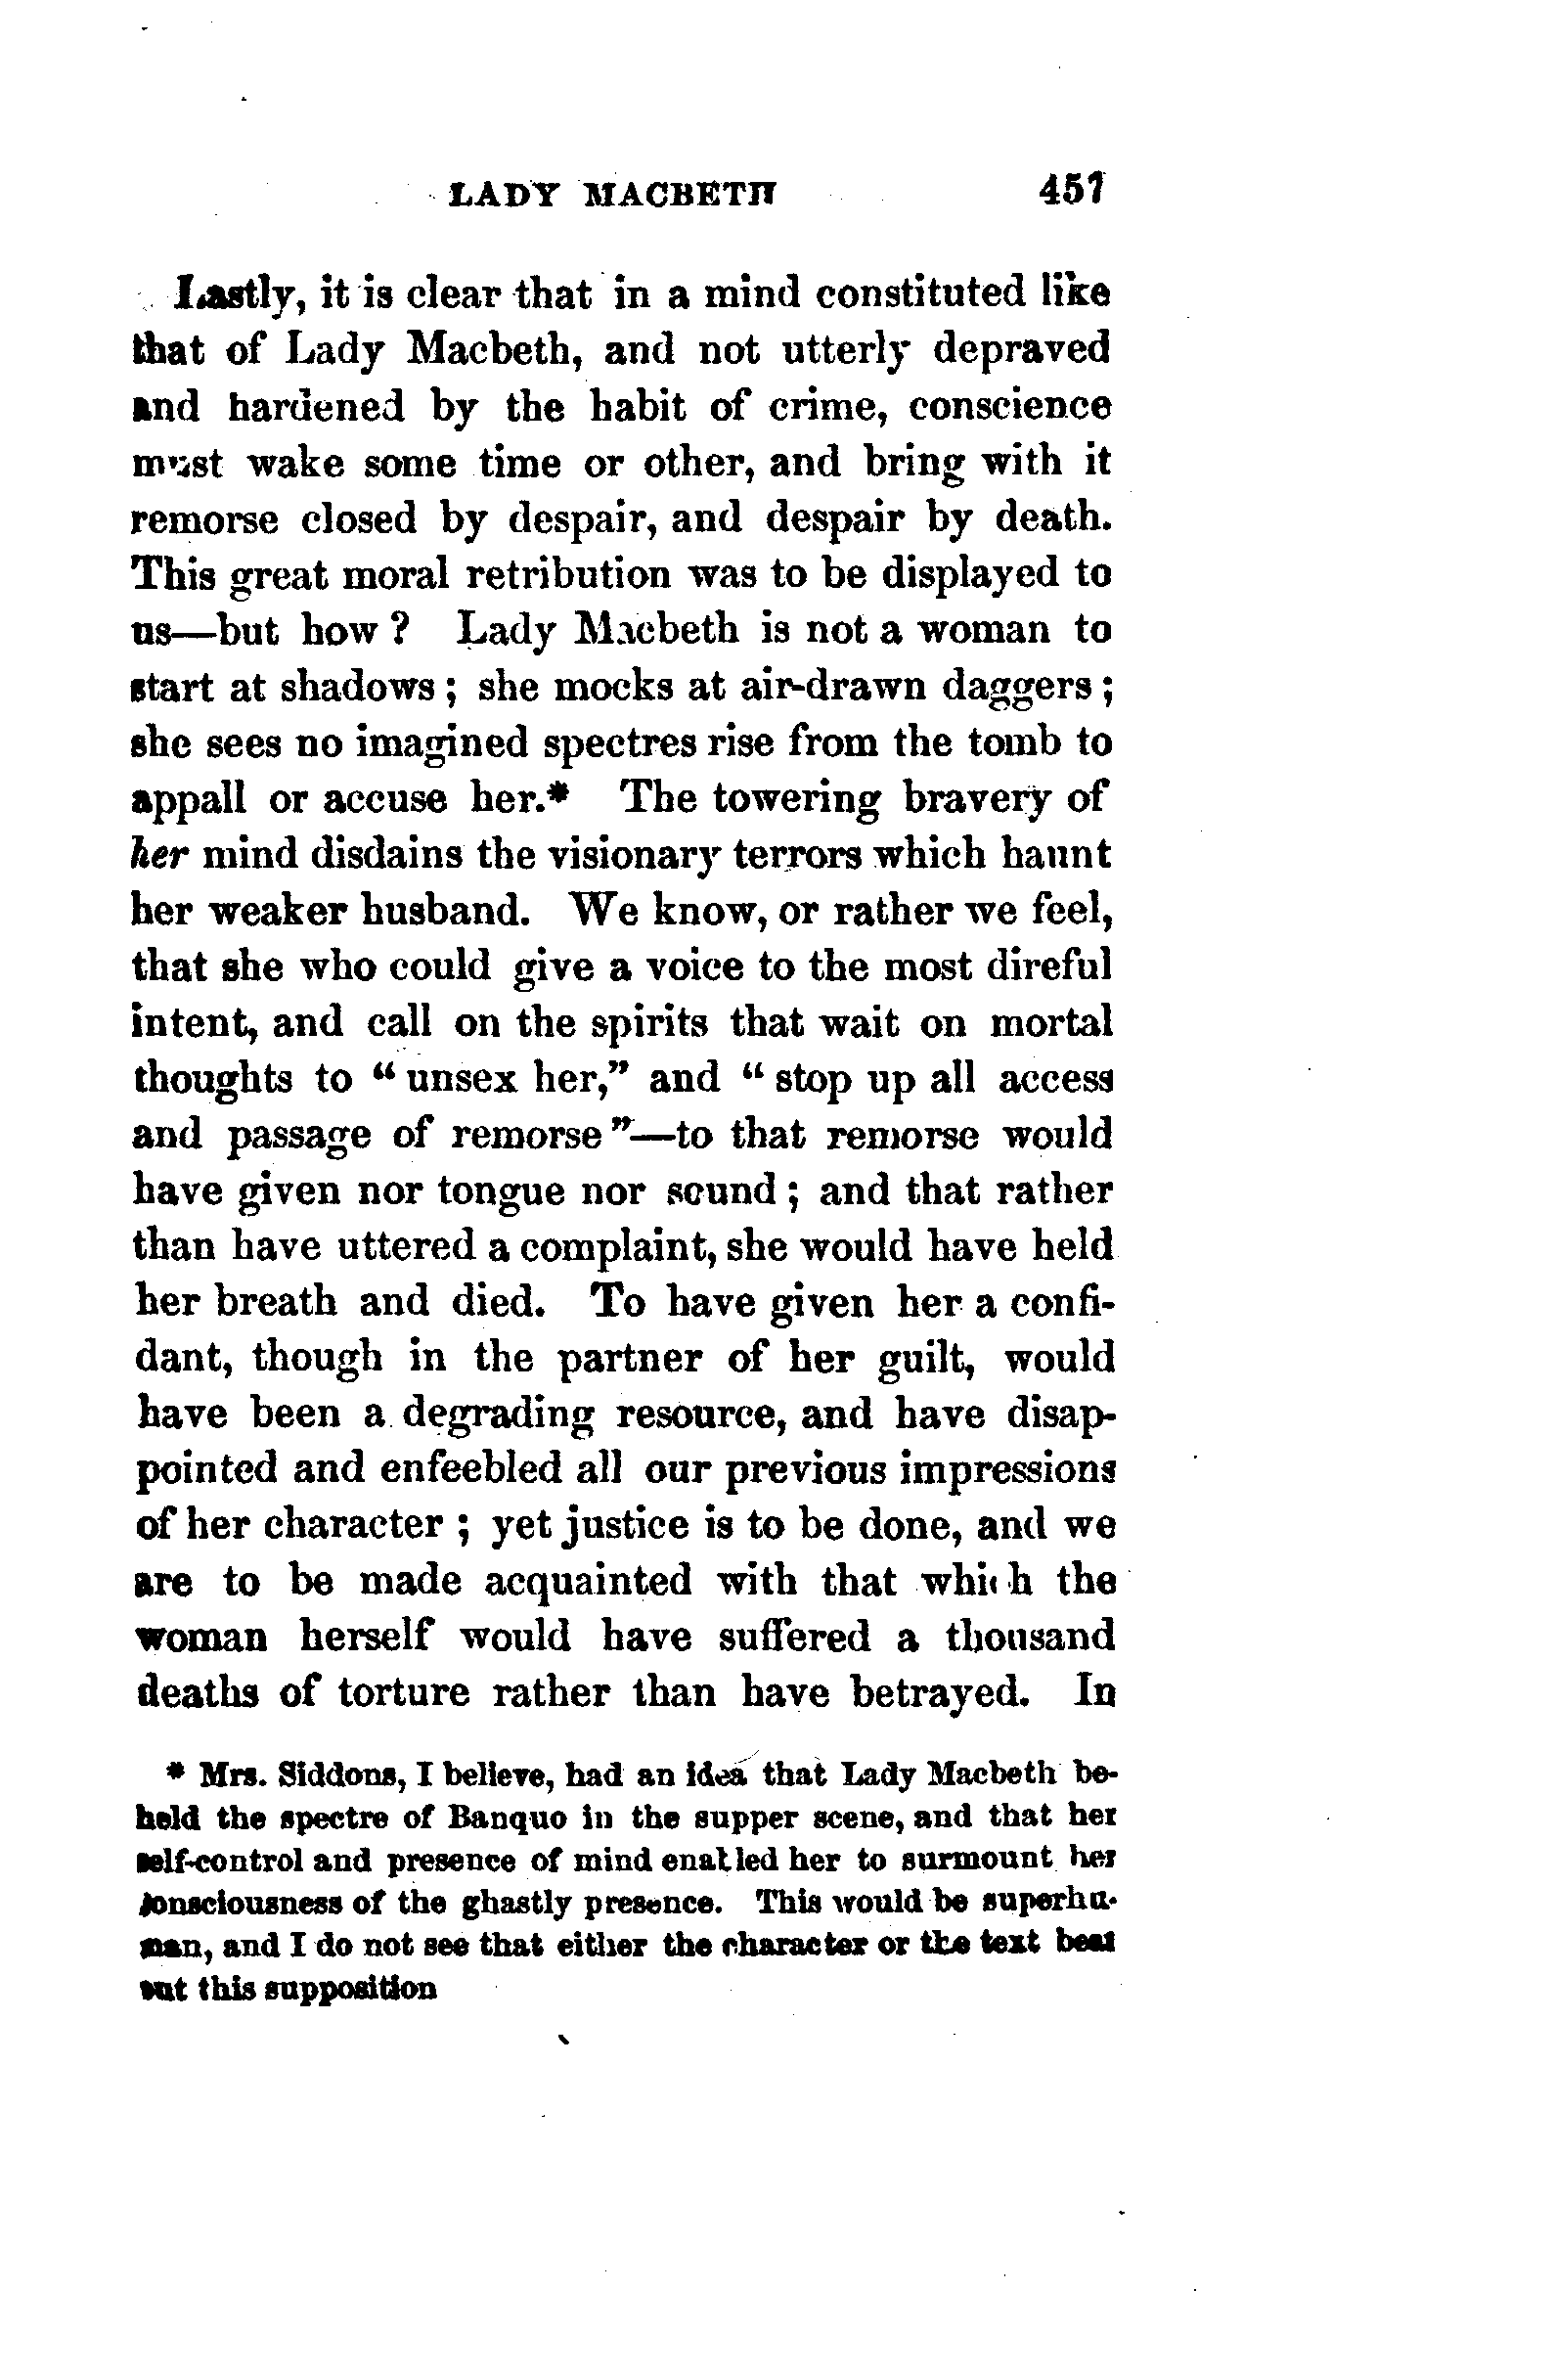 LADY MACBETH 457
Lastly, it is clear that in a mind constituted like
that of Lady Macbeth, and not utterly depraved
and hardened by the habit of crime, conscience
must wake some time or other, and bring with it
remorse closed by despair, and despair by death.
This great moral retribution was to be displayed to
us—but how? Lady Macbeth is not a woman to
start at shadows; she mocks at air-drawn daggers;
she sees no imagined spectres rise from the tomb to
appall or accuse her.* The towering bravery of
her mind disdains the visionary terrors which haunt
her weaker husband. We know, or rather we feel,
that she who could give a voice to the most direful
intent, and call on the spirits that wait on mortal
thoughts to “unsex her,” and “stop up all access
and passage of remorse”—to that remorse would
have given nor tongue nor sound; and that rather
than have uttered a complaint, she would have held
her breath and died. To have given her a confi-
dant, though in the partner of her guilt, would
have been a degrading resource, and have disap-
pointed and enfeebled all our previous impressions
of her character; yet justice is to be done, and we
are to be made acquainted with that which the
woman herself would have suffered a thousand
deaths of torture rather than have betrayed. In
* Mrs. Siddons, I believe, had an idea that Lady Macbeth be-
held the spectre of Banquo in the supper scene, and that her
self-control and presence of mind enabled her to surmount her
consciousness of the ghastly presence. This would be superhu-
man, and I do not see that either the character or the text bear
out this supposition